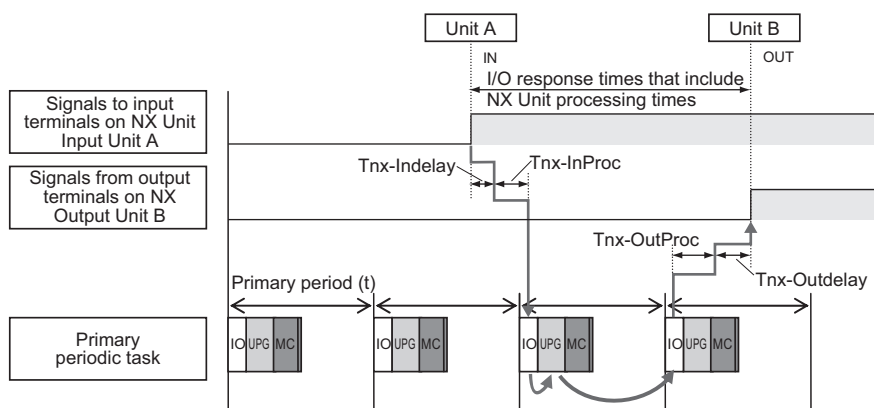 Unit A
Unit B
IN
OUT
I/O response times that include
NX Unit processing times
Signals to input
terminals on NX Unit
Input Unit A
Tnx-Indelay
Tnx-InProc
Signals from output
terminals on NX
Output Unit B
Tnx-OutProc
Tnx-Outdelay
Primary period (t)
Primary
periodic task
IO UPG MC
IO UPG MC
IO UPG MC
IO UPG MC